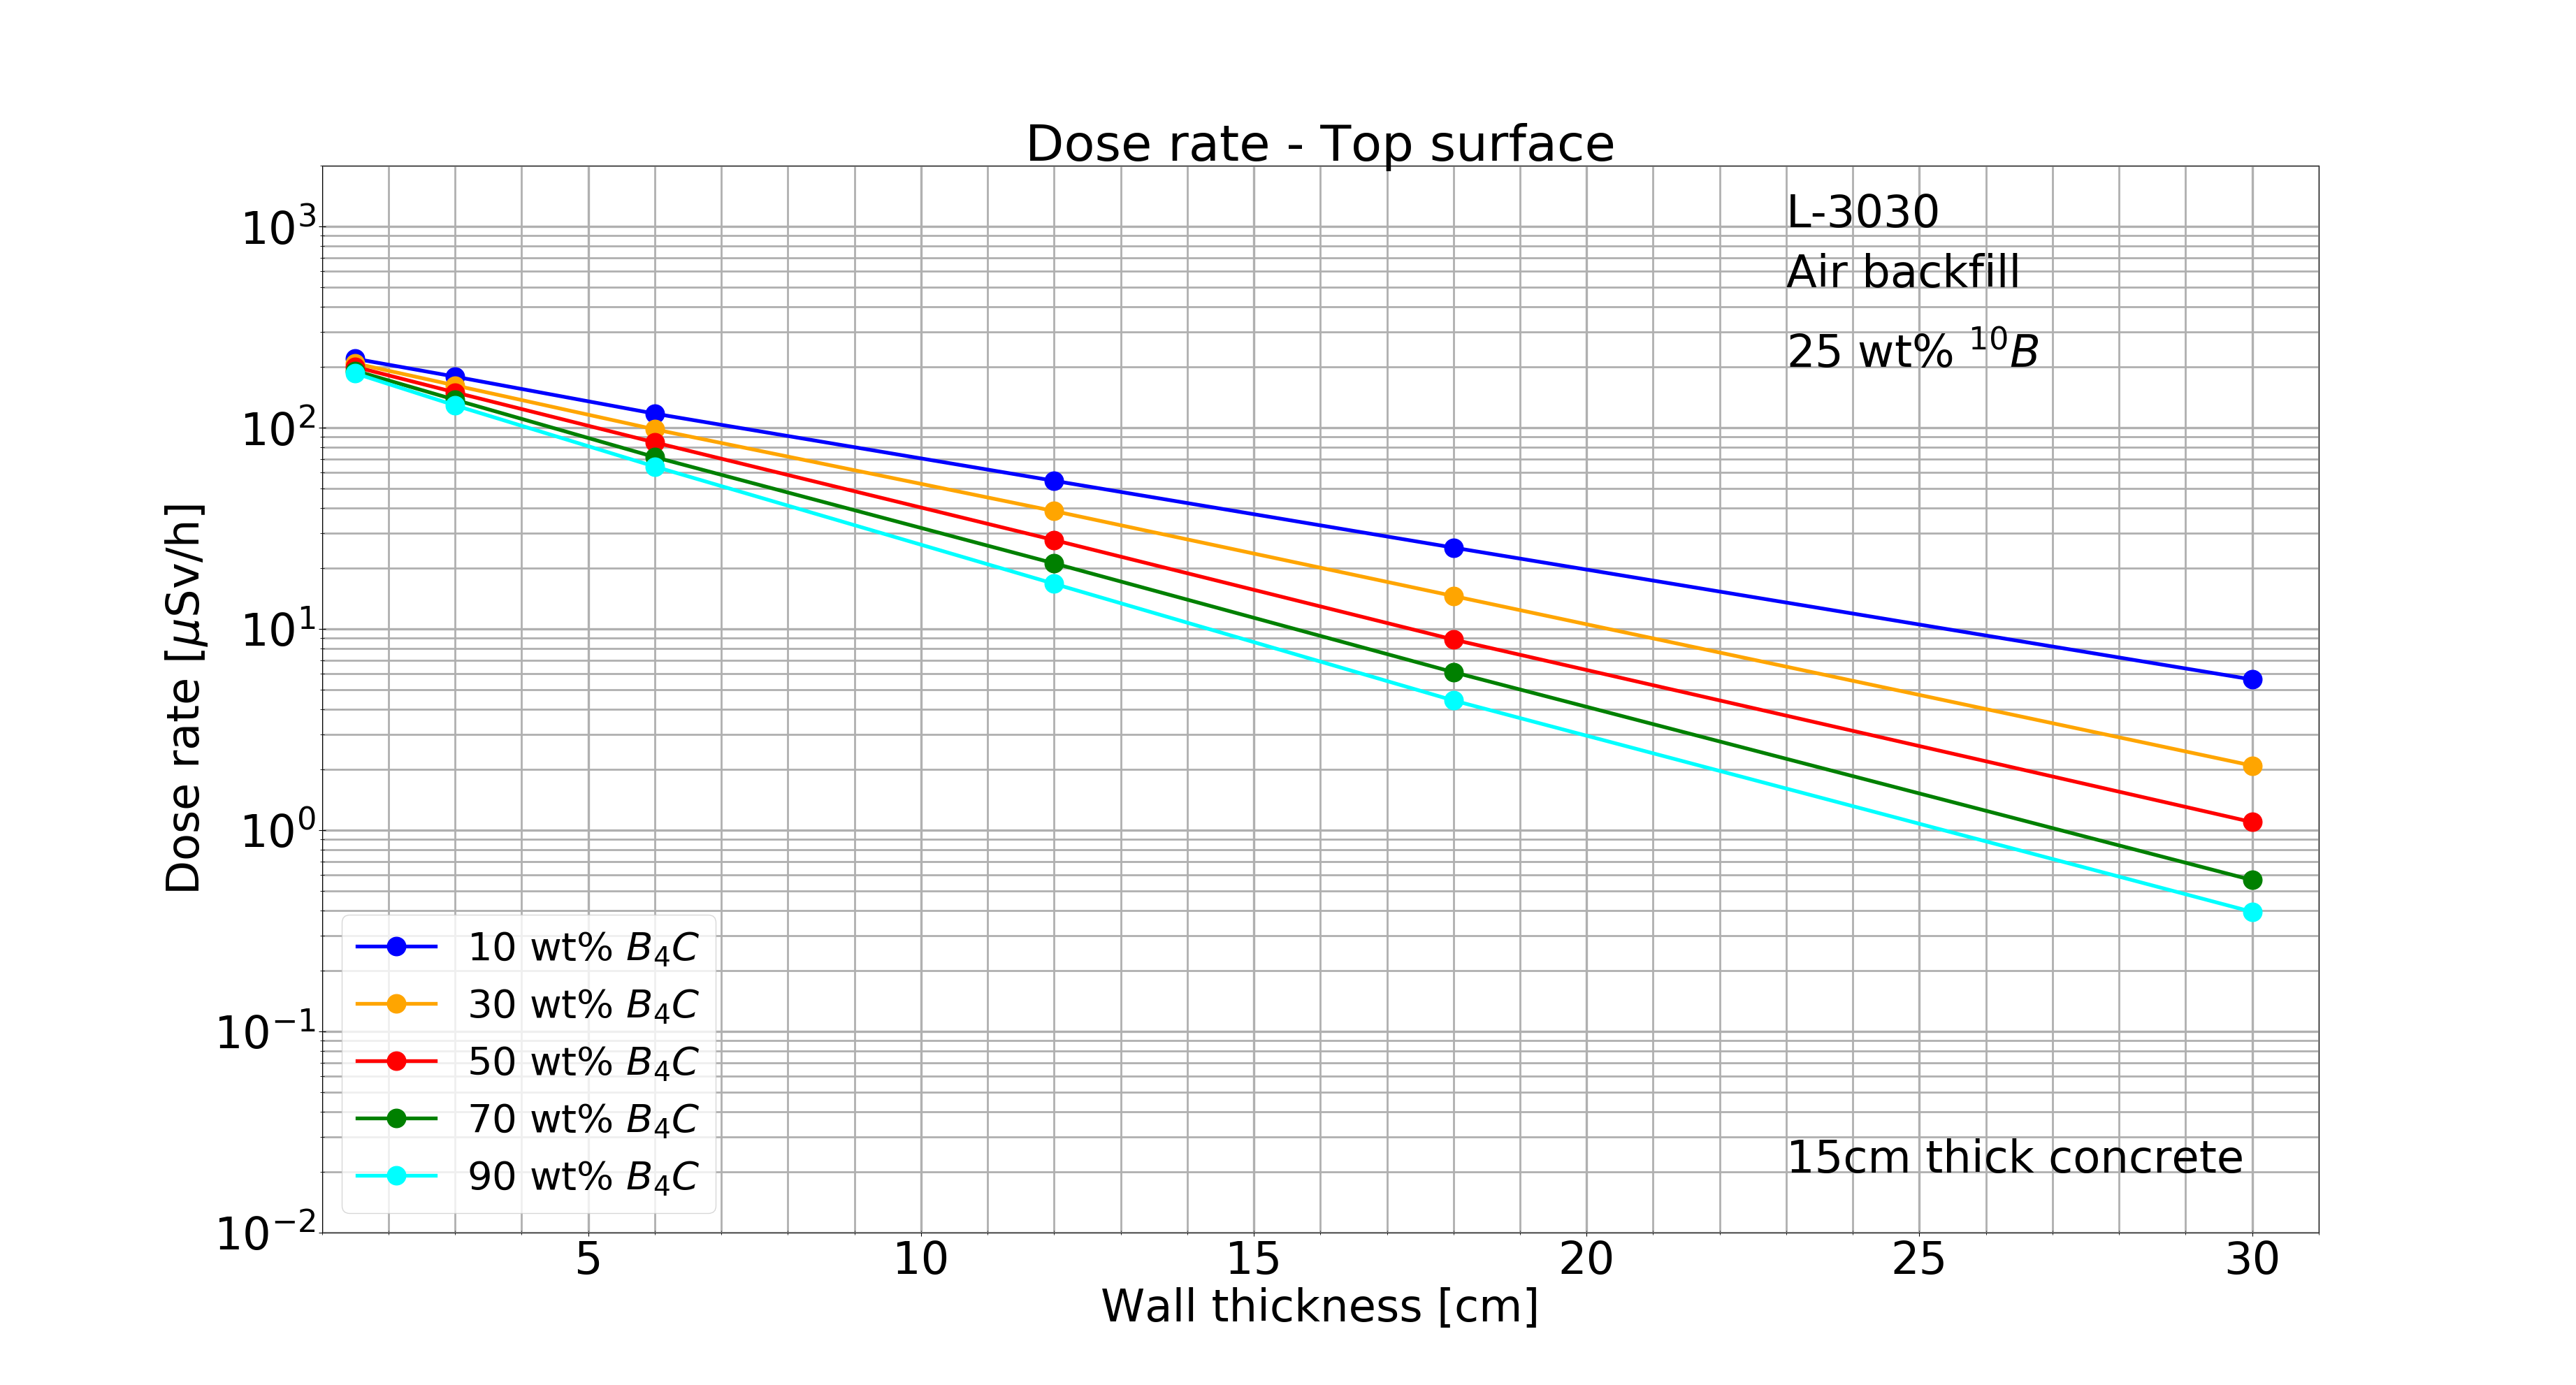 Dose rate - Top surface
L-3030
Air backfill
25 wt% ¹⁰B
15cm thick concrete
Dose rate [μSv/h]
10³
10²
10¹
10⁰
10⁻¹
10⁻²
10 wt% B₄C
30 wt% B₄C
50 wt% B₄C
70 wt% B₄C
90 wt% B₄C
5 10 15 20 25 30
Wall thickness [cm]